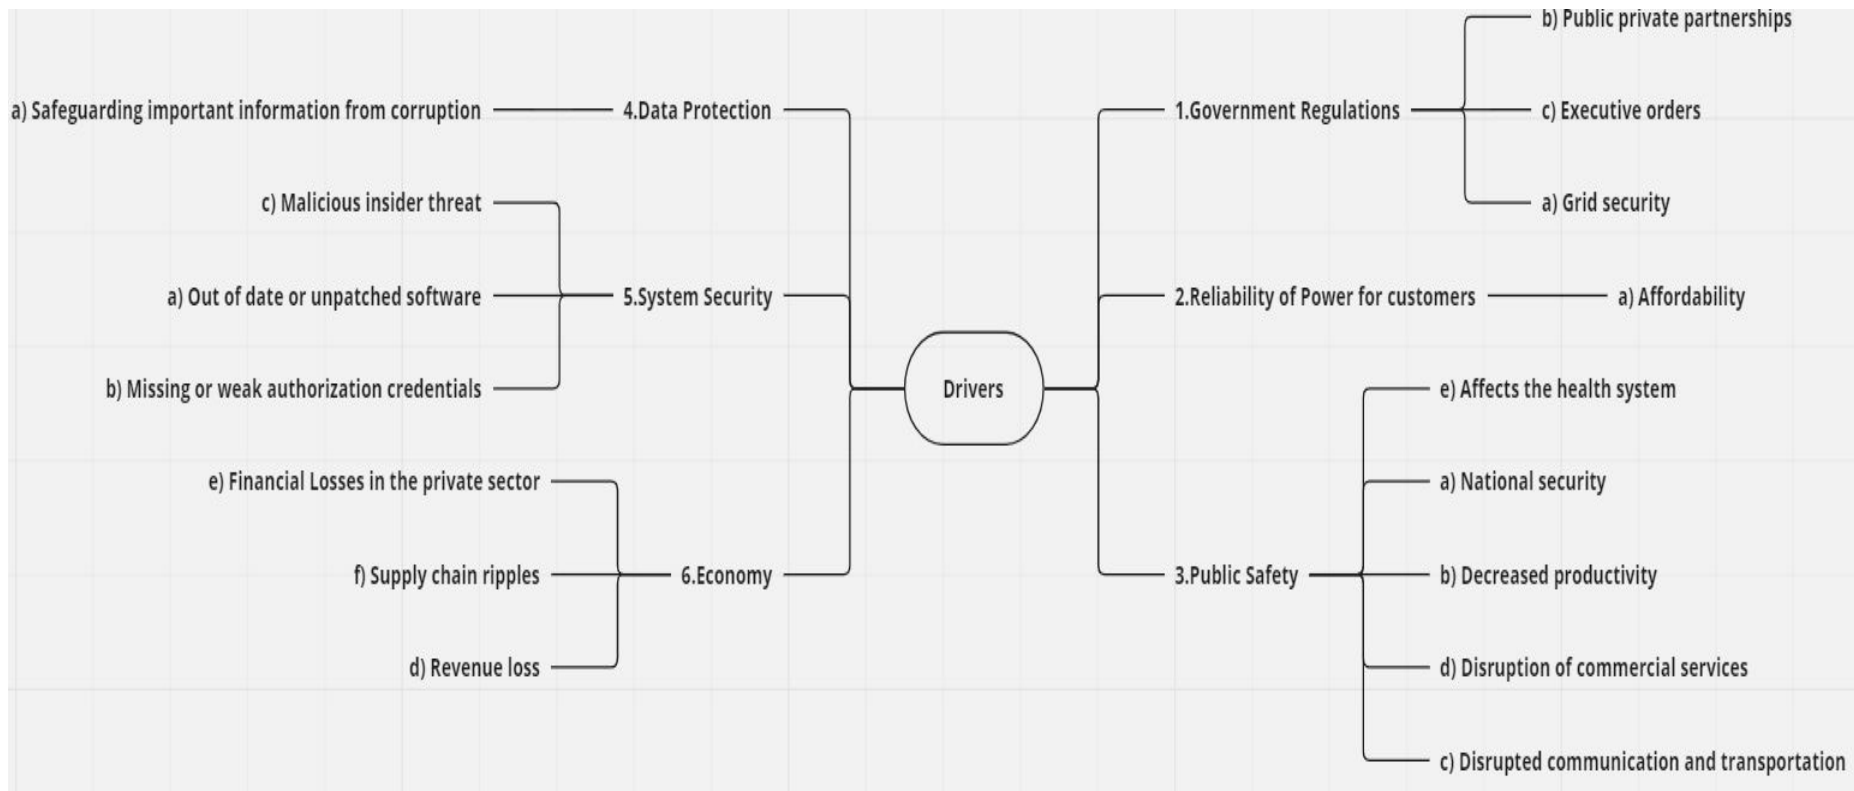 Drivers
1.Government Regulations
b) Public private partnerships
c) Executive orders
a) Grid security
2.Reliability of Power for customers
a) Affordability
3.Public Safety
e) Affects the health system
a) National security
b) Decreased productivity
d) Disruption of commercial services
c) Disrupted communication and transportation
4.Data Protection
a) Safeguarding important information from corruption
5.System Security
c) Malicious insider threat
a) Out of date or unpatched software
b) Missing or weak authorization credentials
6.Economy
e) Financial Losses in the private sector
f) Supply chain ripples
d) Revenue loss